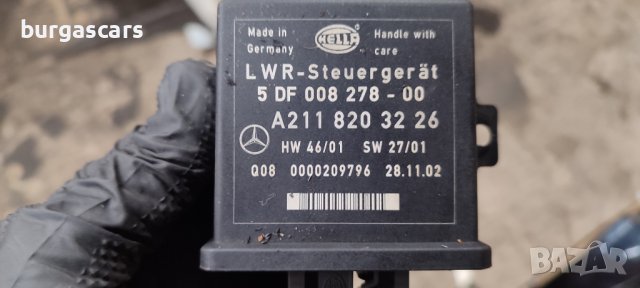 burgascars
Made in Germany
HELLA
Handle with care
LWR-Steuergerät
5 DF 008 278 - 00
A211 820 32 26
HW 46/01 SW 27/01
Q08 0000209796 28.11.02
BAZAR